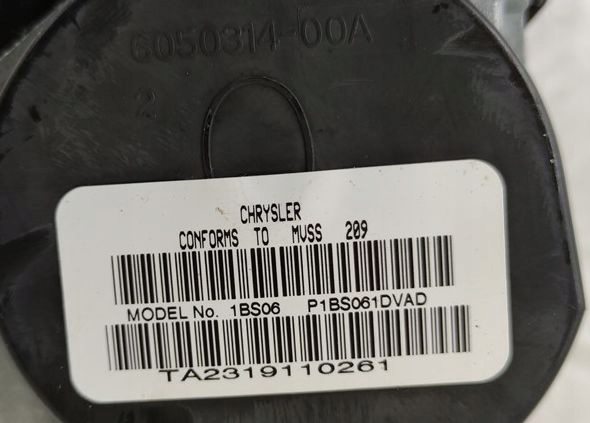 6050314-00A
2
CHRYSLER
CONFORMS TO MVSS 209
MODEL No. 1BS06 P1BS061DVAD
TA2319110261